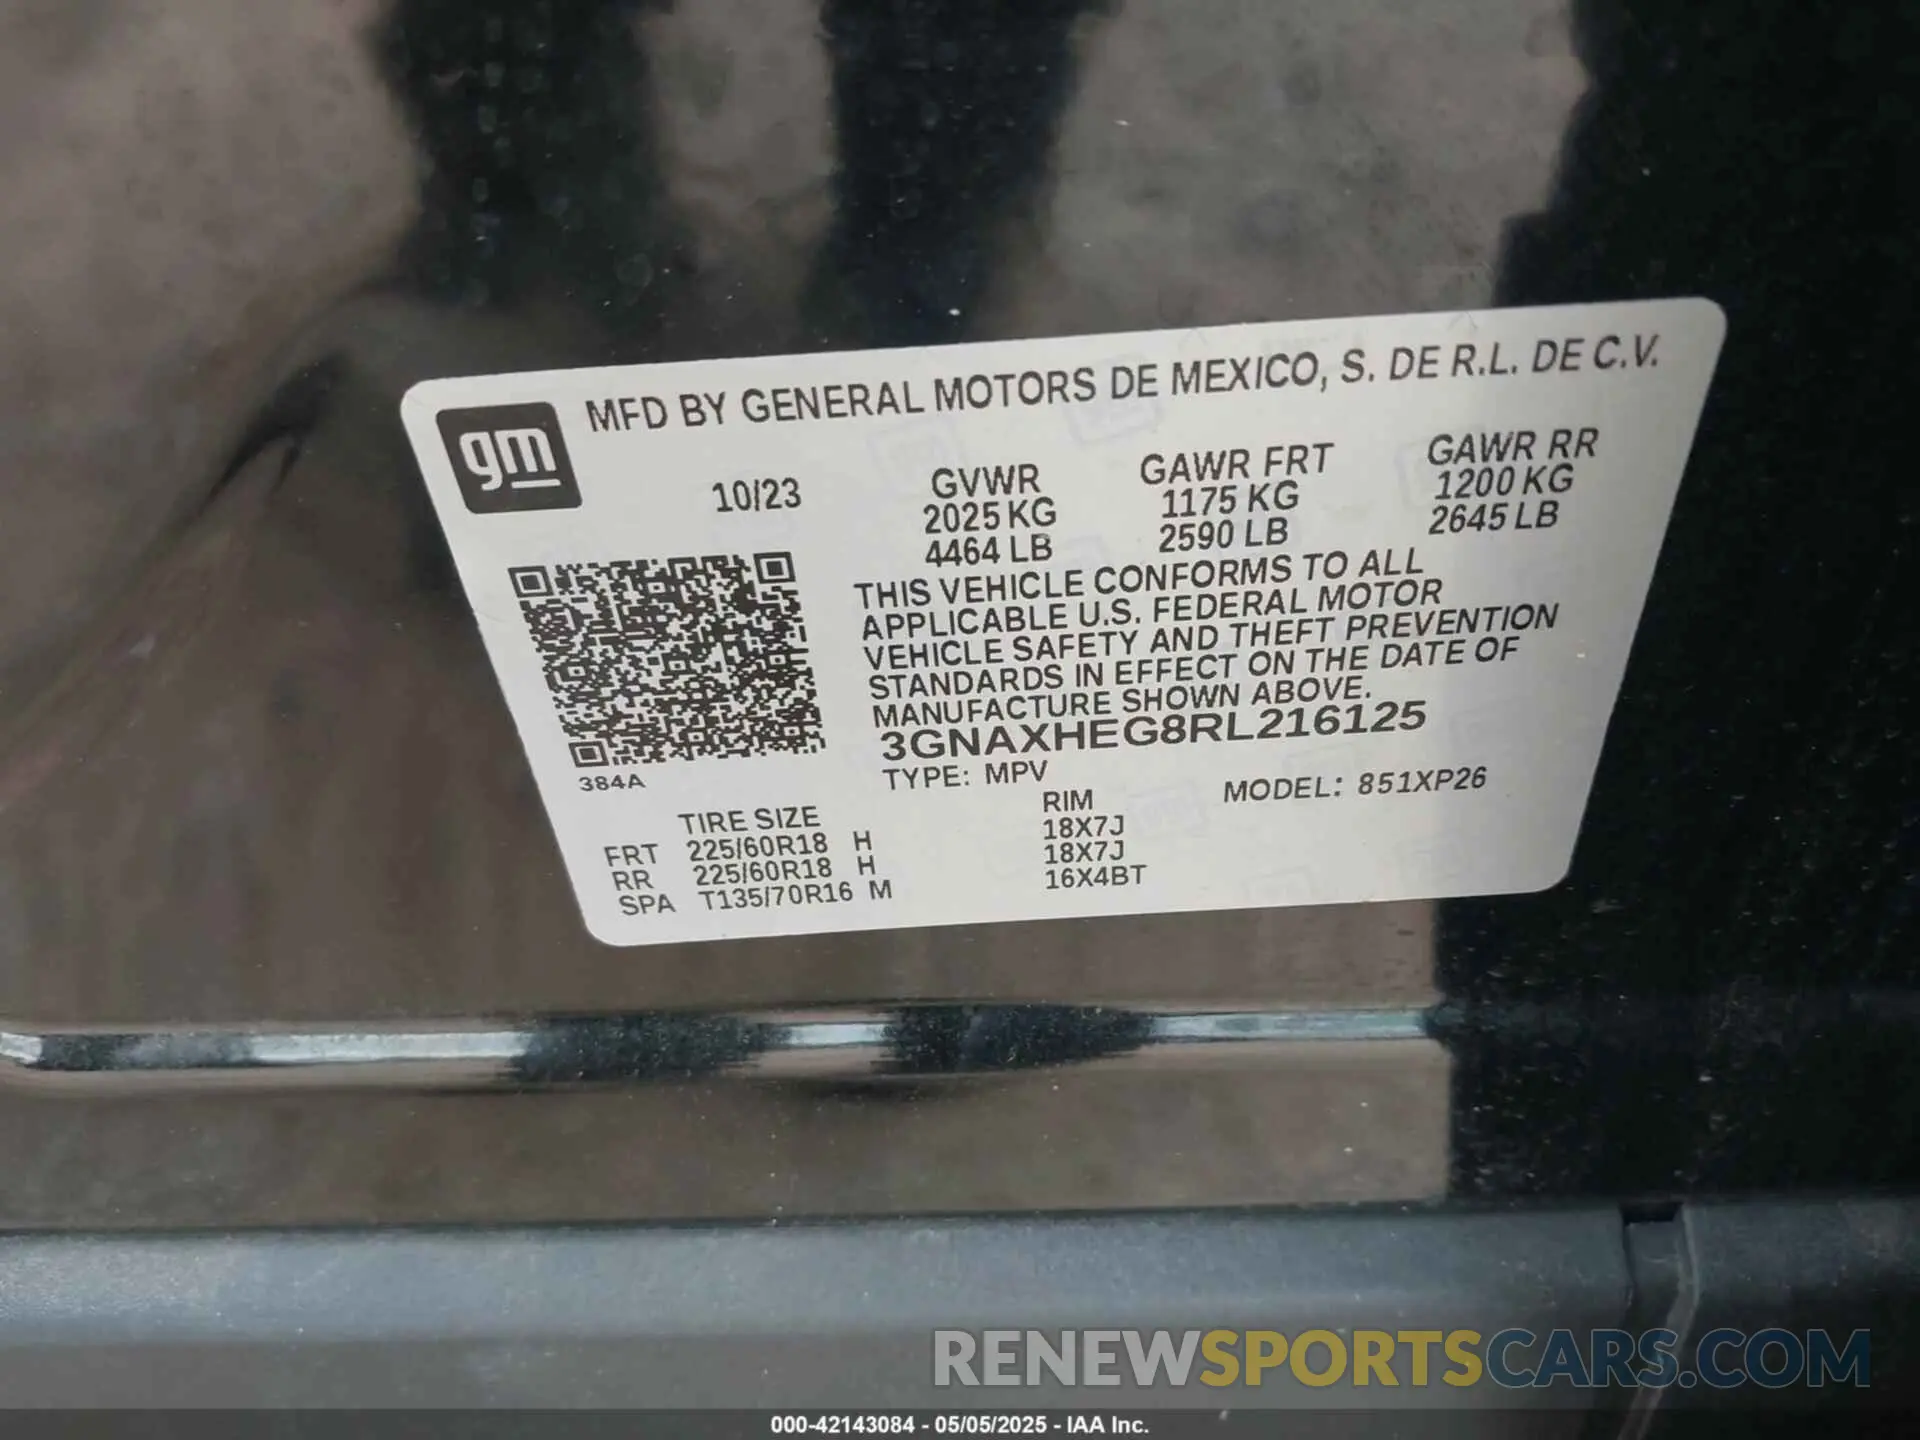 gm
MFD BY GENERAL MOTORS DE MEXICO, S. DE R.L. DE C.V.
10/23 GVWR GAWR FRT GAWR RR
2025 KG 1175 KG 1200 KG
4464 LB 2590 LB 2645 LB
THIS VEHICLE CONFORMS TO ALL
APPLICABLE U.S. FEDERAL MOTOR
VEHICLE SAFETY AND THEFT PREVENTION
STANDARDS IN EFFECT ON THE DATE OF
MANUFACTURE SHOWN ABOVE.
3GNAXHEG8RL216125
384A
TYPE: MPV MODEL: 851XP26
TIRE SIZE RIM
FRT 225/60R18 H 18X7J
RR 225/60R18 H 18X7J
SPA T135/70R16 M 16X4BT
RENEWSPORTSCARS.COM
000-42143084 - 05/05/2025 - IAA Inc.